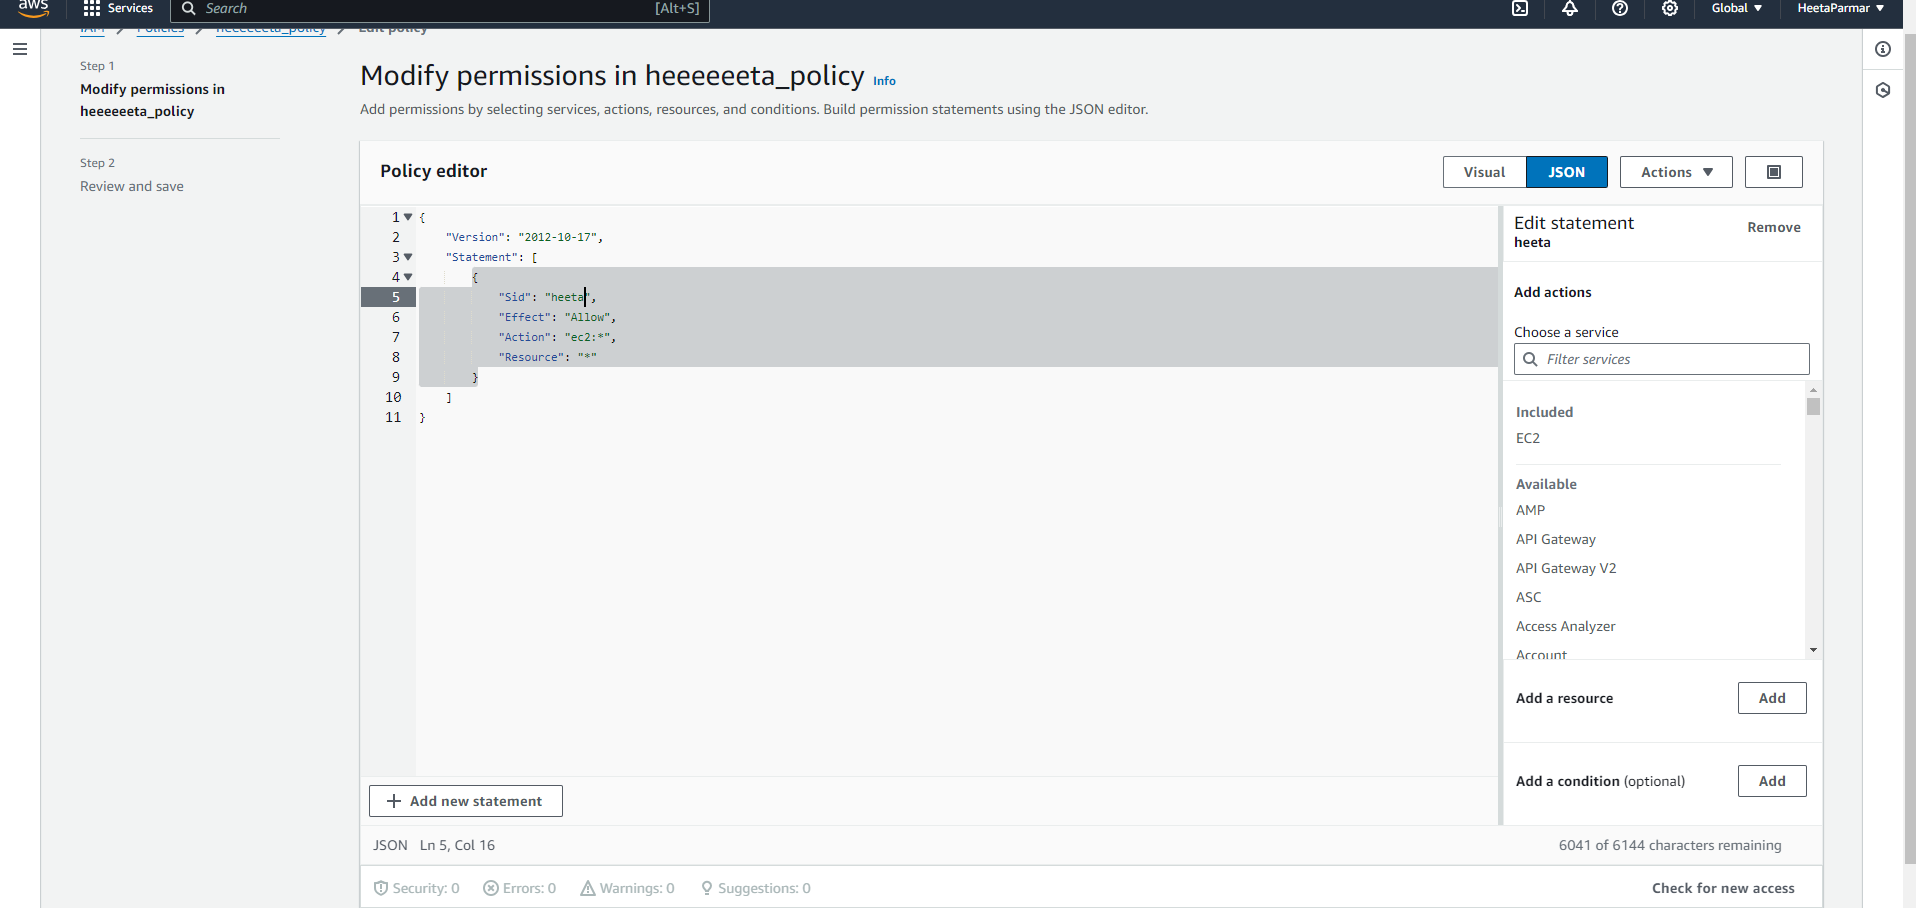 aws
Services
Search
[Alt+S]
Global
HeetaParmar
IAM
Policies
heeeeeeta_policy
Edit policy
Step 1
Modify permissions in
heeeeeeta_policy
Step 2
Review and save
Modify permissions in heeeeeeta_policy Info
Add permissions by selecting services, actions, resources, and conditions. Build permission statements using the JSON editor.
Policy editor
Visual
JSON
Actions
1 {
2 "Version": "2012-10-17",
3 "Statement": [
4 {
5 "Sid": "heeta",
6 "Effect": "Allow",
7 "Action": "ec2:*",
8 "Resource": "*"
9 }
10 ]
11 }
Add new statement
Edit statement
heeta
Remove
Add actions
Choose a service
Filter services
Included
EC2
Available
AMP
API Gateway
API Gateway V2
ASC
Access Analyzer
Account
Add a resource
Add
Add a condition (optional)
Add
JSON Ln 5, Col 16
6041 of 6144 characters remaining
Security: 0
Errors: 0
Warnings: 0
Suggestions: 0
Check for new access